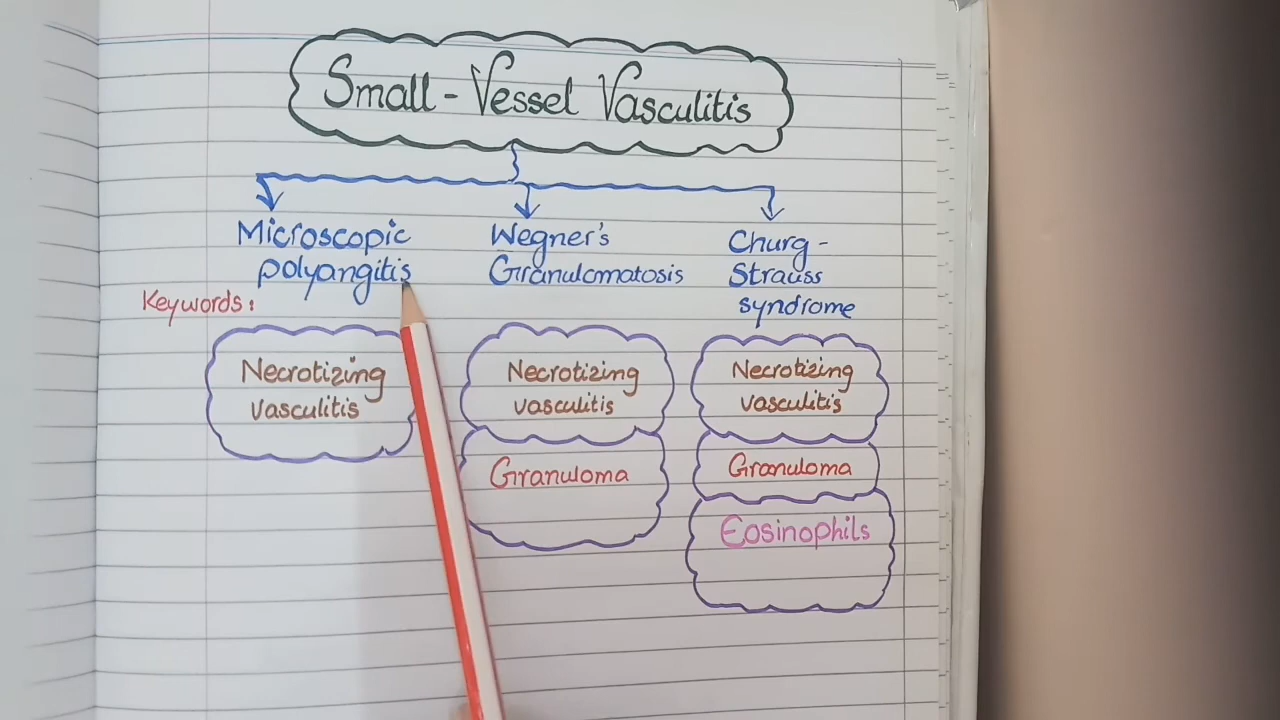 Small-Vessel Vasculitis
Microscopic
polyangitis
Wegner's
Granulomatosis
Churg-
Strauss
syndrome
Keywords:
Necrotizing
vasculitis
Necrotizing
vasculitis
Granuloma
Necrotizing
vasculitis
Granuloma
Eosinophils